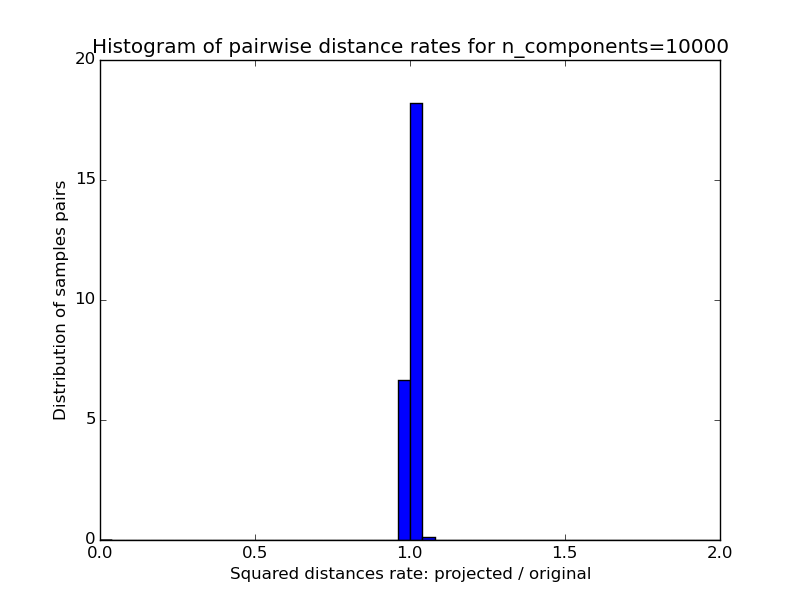 Histogram of pairwise distance rates for n_components=10000
20
15
10
5
0
Distribution of samples pairs
0.0 0.5 1.0 1.5 2.0
Squared distances rate: projected / original